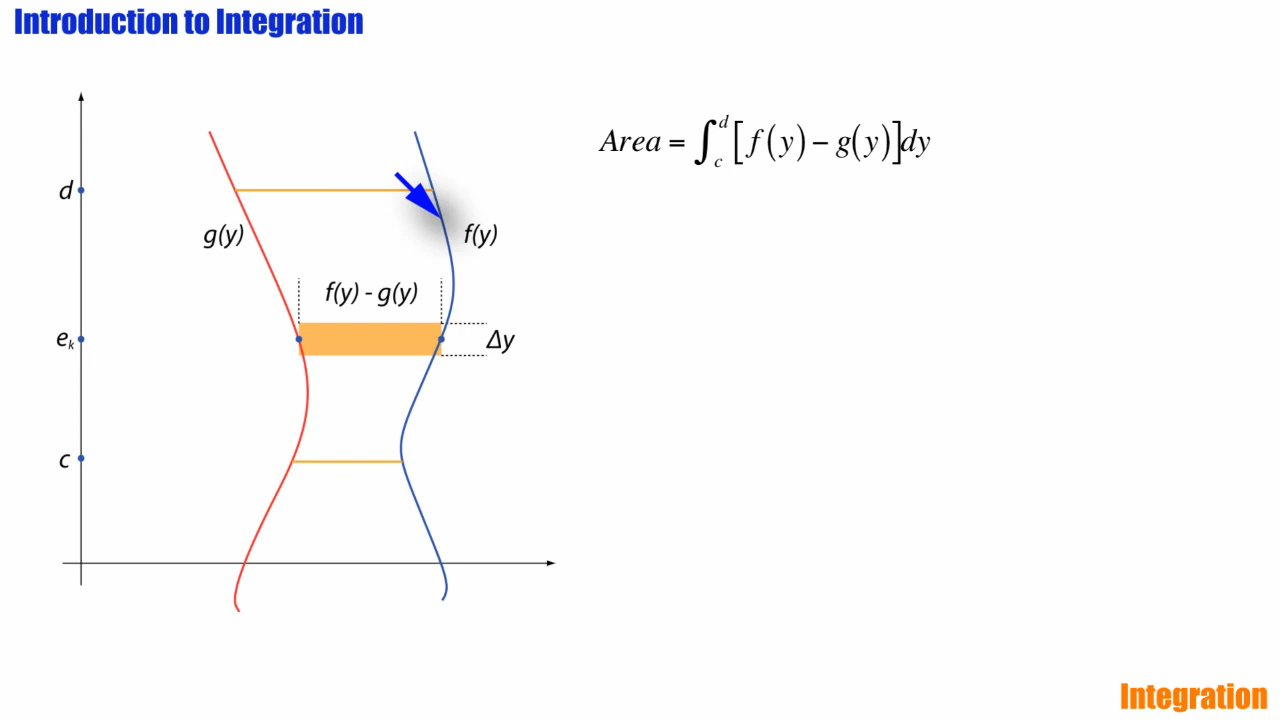 Introduction to Integration
Area = ∫_c^d [f(y) − g(y)]dy
d
g(y)
f(y)
f(y) - g(y)
e_k
Δy
c
Integration